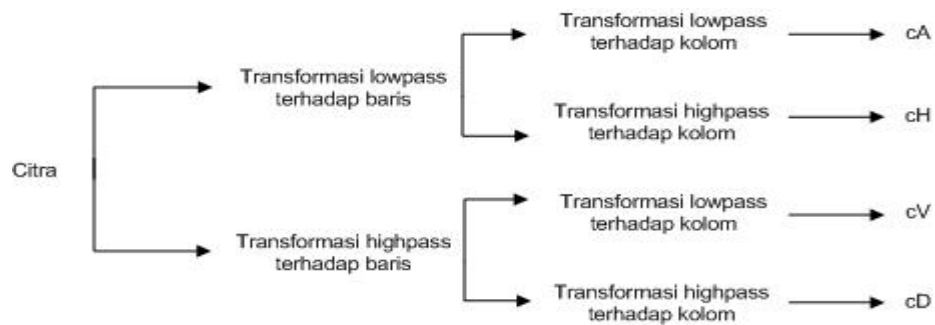 Citra
Transformasi lowpass
terhadap baris
Transformasi highpass
terhadap baris
Transformasi lowpass
terhadap kolom
cA
Transformasi highpass
terhadap kolom
cH
Transformasi lowpass
terhadap kolom
cV
Transformasi highpass
terhadap kolom
cD